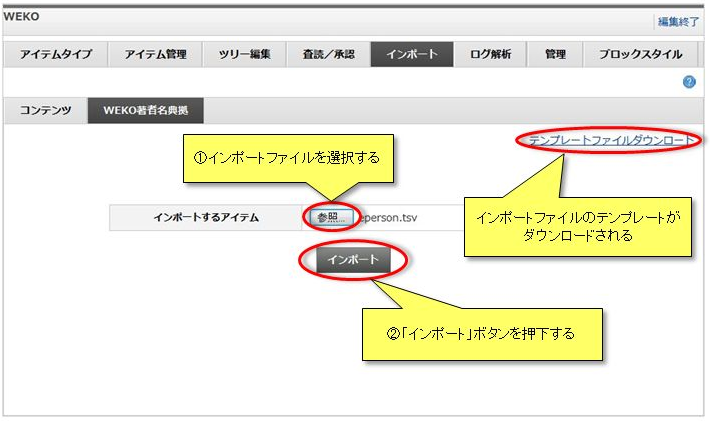 WEKO
編集終了
アイテムタイプ アイテム管理 ツリー編集 査読／承認 インポート ログ解析 管理 ブロックスタイル
?
コンテンツ WEKO著者名典拠
テンプレートファイルダウンロード
①インポートファイルを選択する
インポートするアイテム 参照... eperson.tsv
インポートファイルのテンプレートが
ダウンロードされる
インポート
②｢インポート｣ボタンを押下する